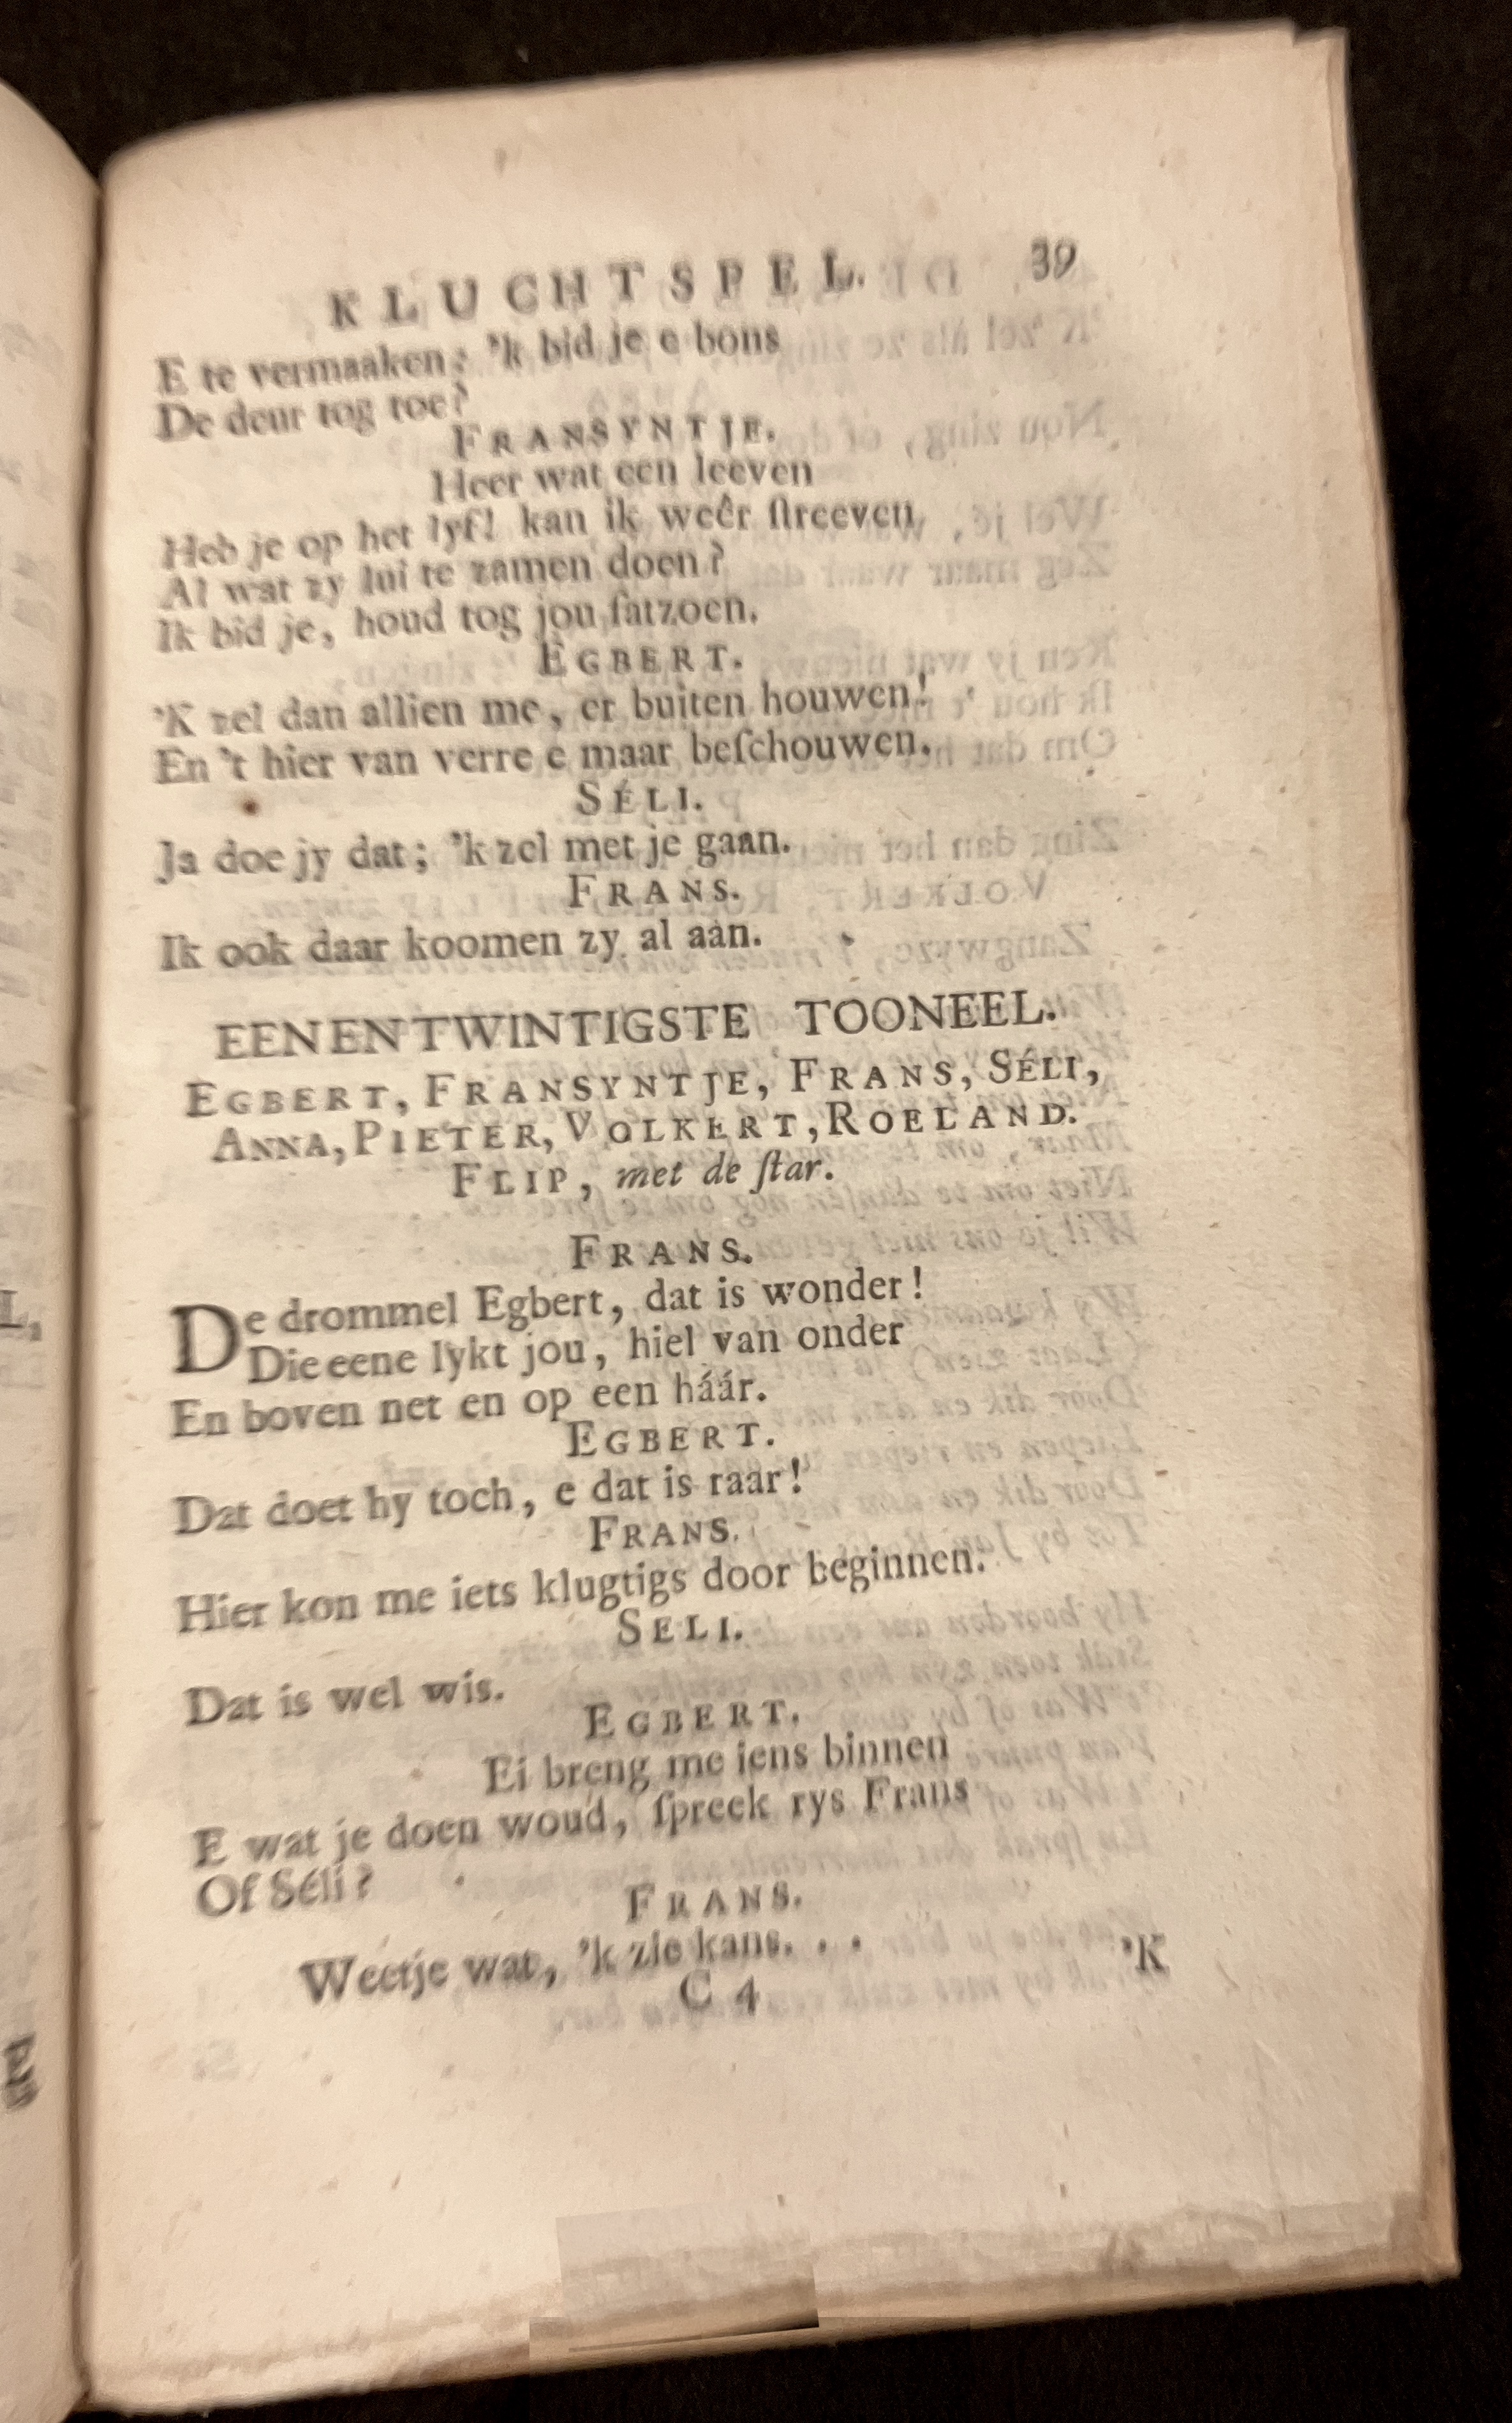 KLUCHTSPEL. 39
E te vermaaken; 'k bid je e bons
De deur tog toe?
FRANSYNTJE.
Heer wat een leeven
Heb je op het lyf! kan ik weêr ſtreeven
Al wat zy lui te zamen doen?
Ik bid je, houd tog jou fatzoen.
EGBERT.
'K zel dan allien me, er buiten houwen!
En 't hier van verre e maar beſchouwen.
SÉLI.
Ja doe jy dat; 'k zel met je gaan.
FRANS.
Ik ook daar koomen zy al aan.
EENENTWINTIGSTE TOONEEL.
EGBERT, FRANSYNTJE, FRANS, SÉLI,
ANNA, PIETER, VOLKERT, ROELAND.
FLIP, met de ſtar.
FRANS.
De drommel Egbert, dat is wonder!
Die eene lykt jou, hiel van onder
En boven net en op een háár.
EGBERT.
Dat doet hy toch, e dat is raar!
FRANS.
Hier kon me iets klugtigs door beginnen.
SELI.
Dat is wel wis.
EGBERT.
Ei breng me iens binnen
E wat je doen woud, ſpreek rys Frans
Of Séli?
FRANS.
Weetje wat, 'k zie kans. . .
C 4 'K